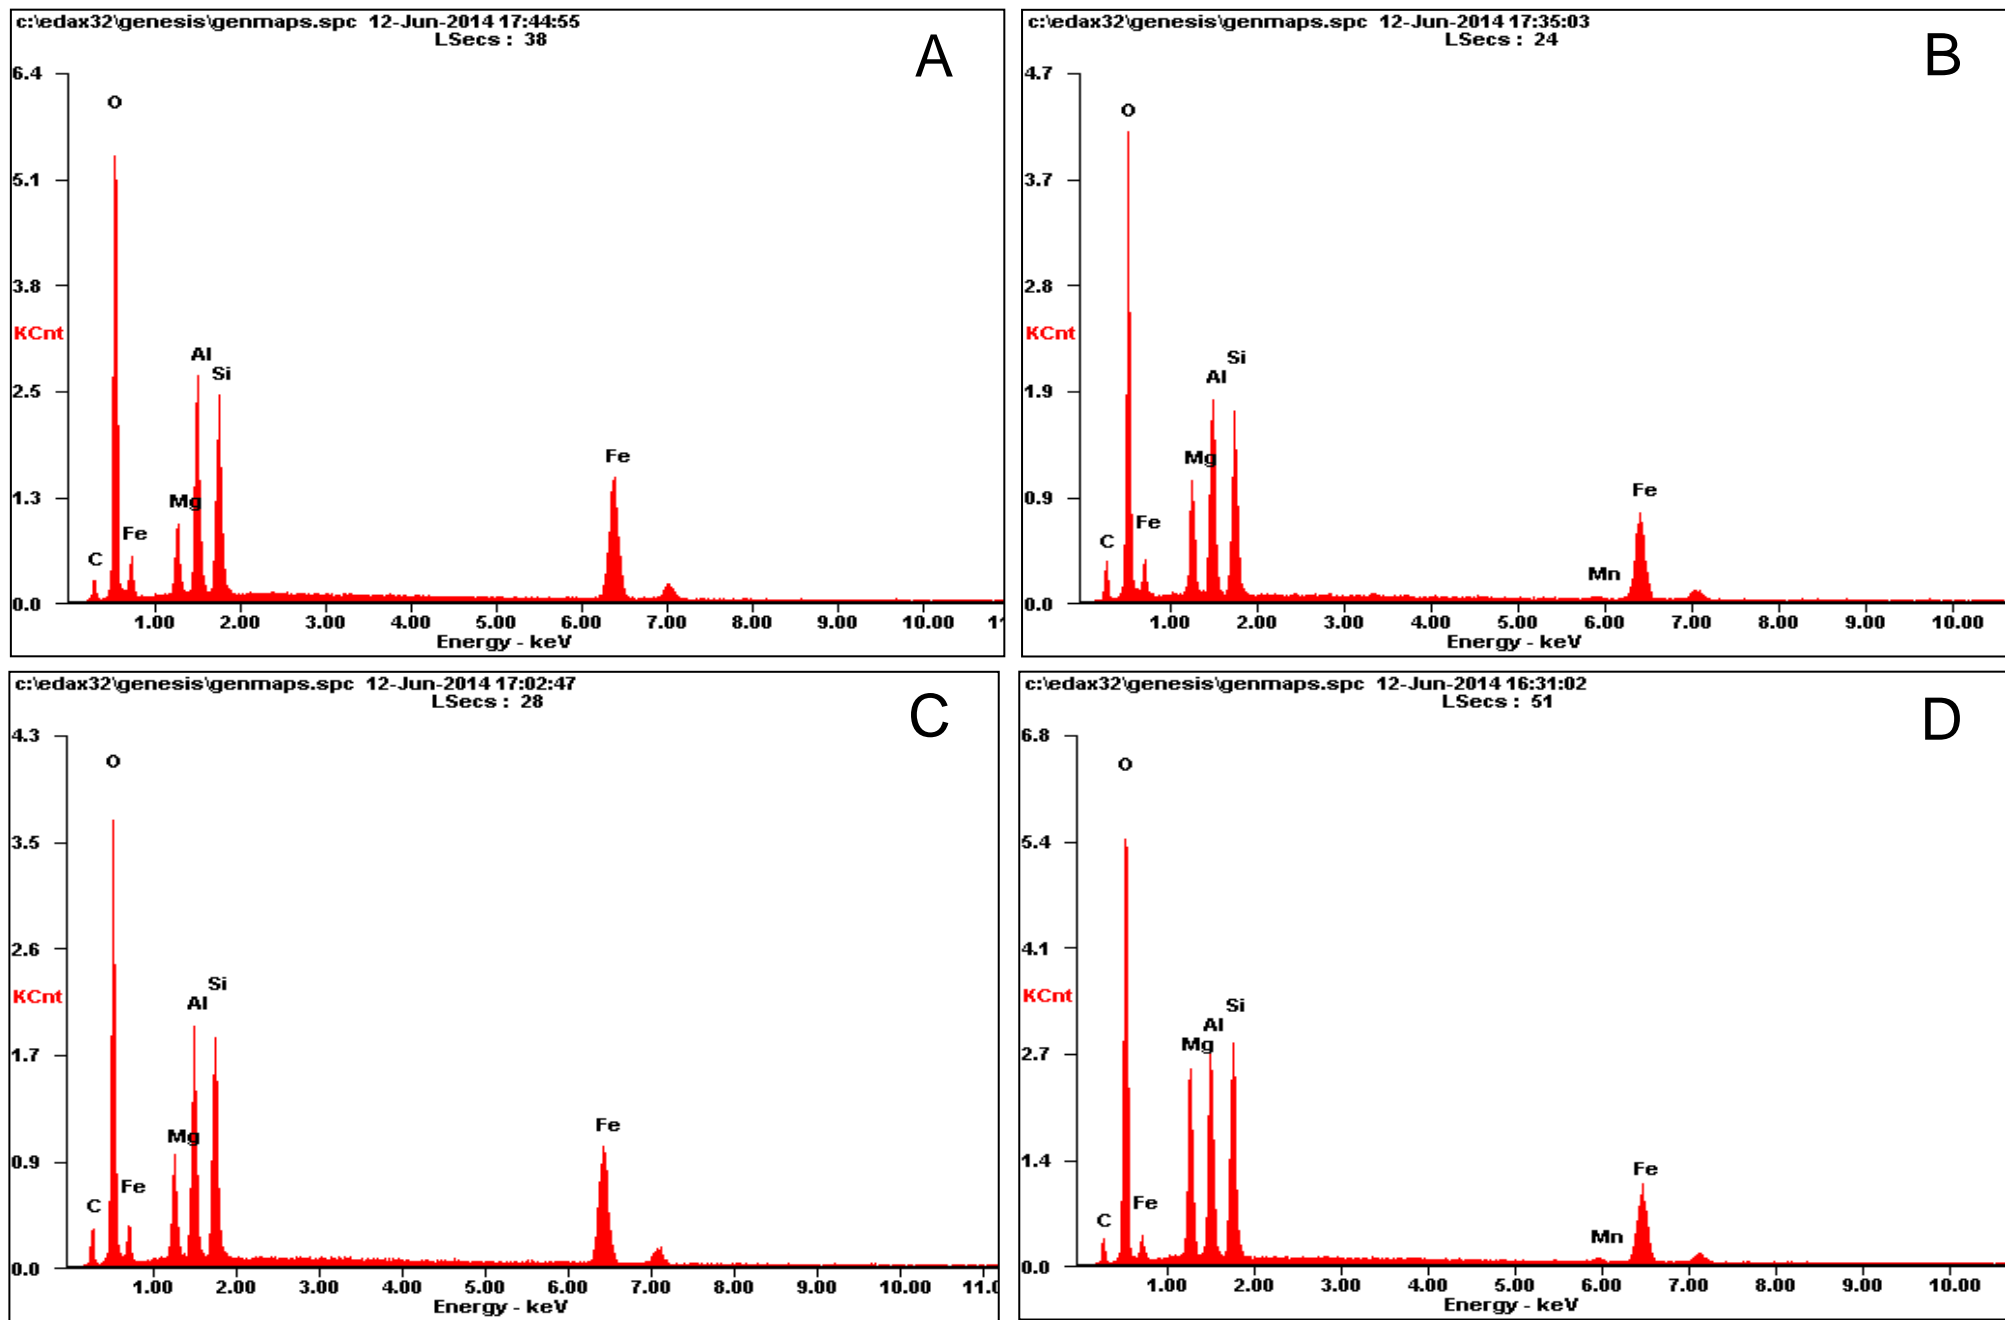 c:\edax32\genesis\genmaps.spc 12-Jun-2014 17:44:55
LSecs : 38
A
6.4
5.1
3.8
KCnt
2.5
1.3
0.0
O
Al
Si
Mg
Fe
C
Fe
1.00 2.00 3.00 4.00 5.00 6.00 7.00 8.00 9.00 10.00 11
Energy - keV
c:\edax32\genesis\genmaps.spc 12-Jun-2014 17:35:03
LSecs : 24
B
4.7
3.7
2.8
KCnt
1.9
0.9
0.0
O
Si
Al
Mg
Fe
C
Mn
Fe
1.00 2.00 3.00 4.00 5.00 6.00 7.00 8.00 9.00 10.00
Energy - keV
c:\edax32\genesis\genmaps.spc 12-Jun-2014 17:02:47
LSecs : 28
C
4.3
3.5
2.6
KCnt
1.7
0.9
0.0
O
Si
Al
Mg
Fe
C
Fe
1.00 2.00 3.00 4.00 5.00 6.00 7.00 8.00 9.00 10.00 11.0
Energy - keV
c:\edax32\genesis\genmaps.spc 12-Jun-2014 16:31:02
LSecs : 51
D
6.8
5.4
4.1
KCnt
2.7
1.4
0.0
O
Si
Al
Mg
Fe
C
Mn
Fe
1.00 2.00 3.00 4.00 5.00 6.00 7.00 8.00 9.00 10.00
Energy - keV